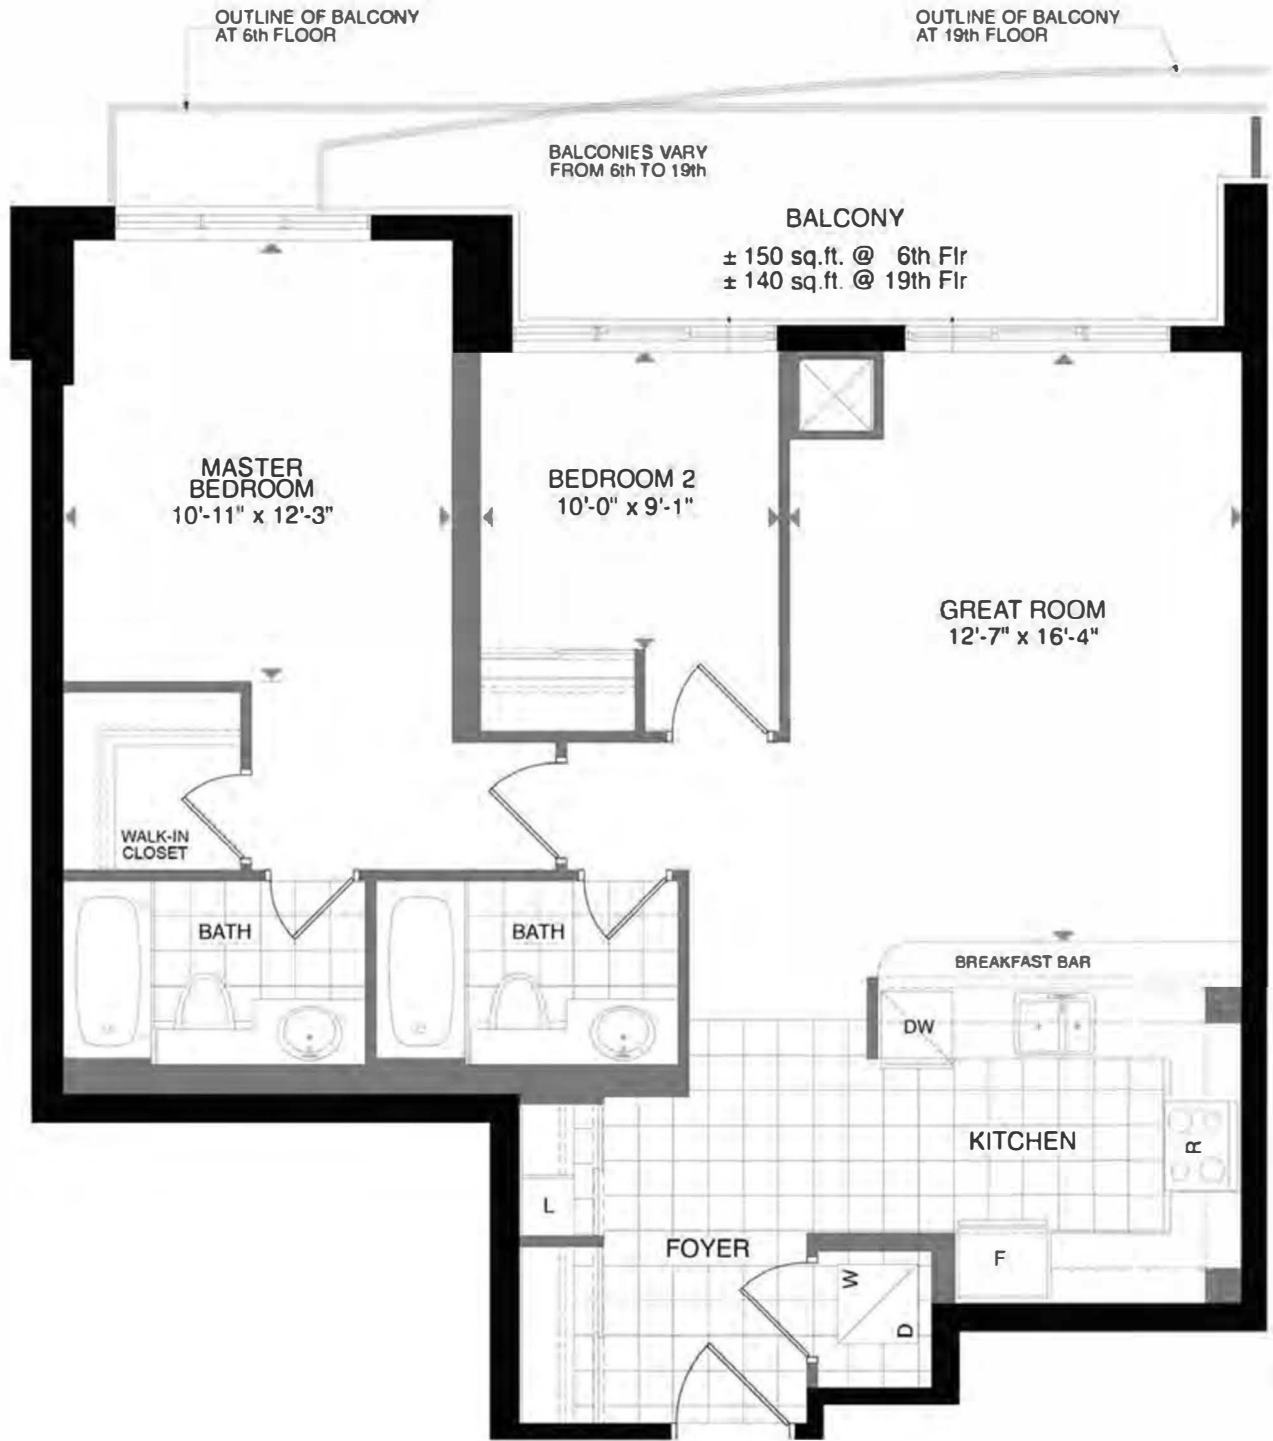 OUTLINE OF BALCONY
AT 6th FLOOR
OUTLINE OF BALCONY
AT 19th FLOOR
BALCONIES VARY
FROM 6th TO 19th
BALCONY
± 150 sq.ft. @ 6th Flr
± 140 sq.ft. @ 19th Flr
MASTER
BEDROOM
10'-11" x 12'-3"
BEDROOM 2
10'-0" x 9'-1"
GREAT ROOM
12'-7" x 16'-4"
WALK-IN
CLOSET
BATH
BATH
BREAKFAST BAR
DW
KITCHEN
R
L
FOYER
F
W
D